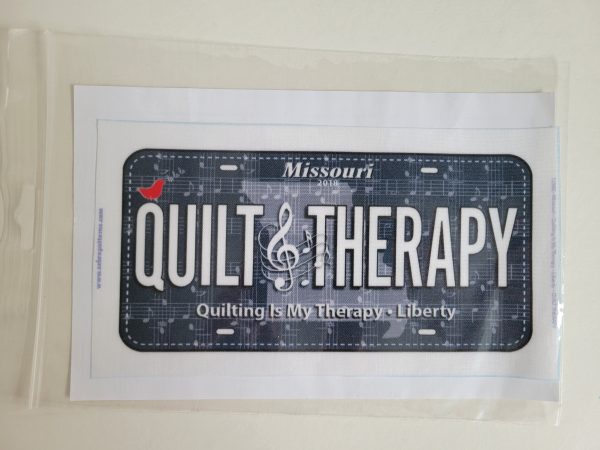 Missouri
2018
QUILT THERAPY
Quilting Is My Therapy • Liberty